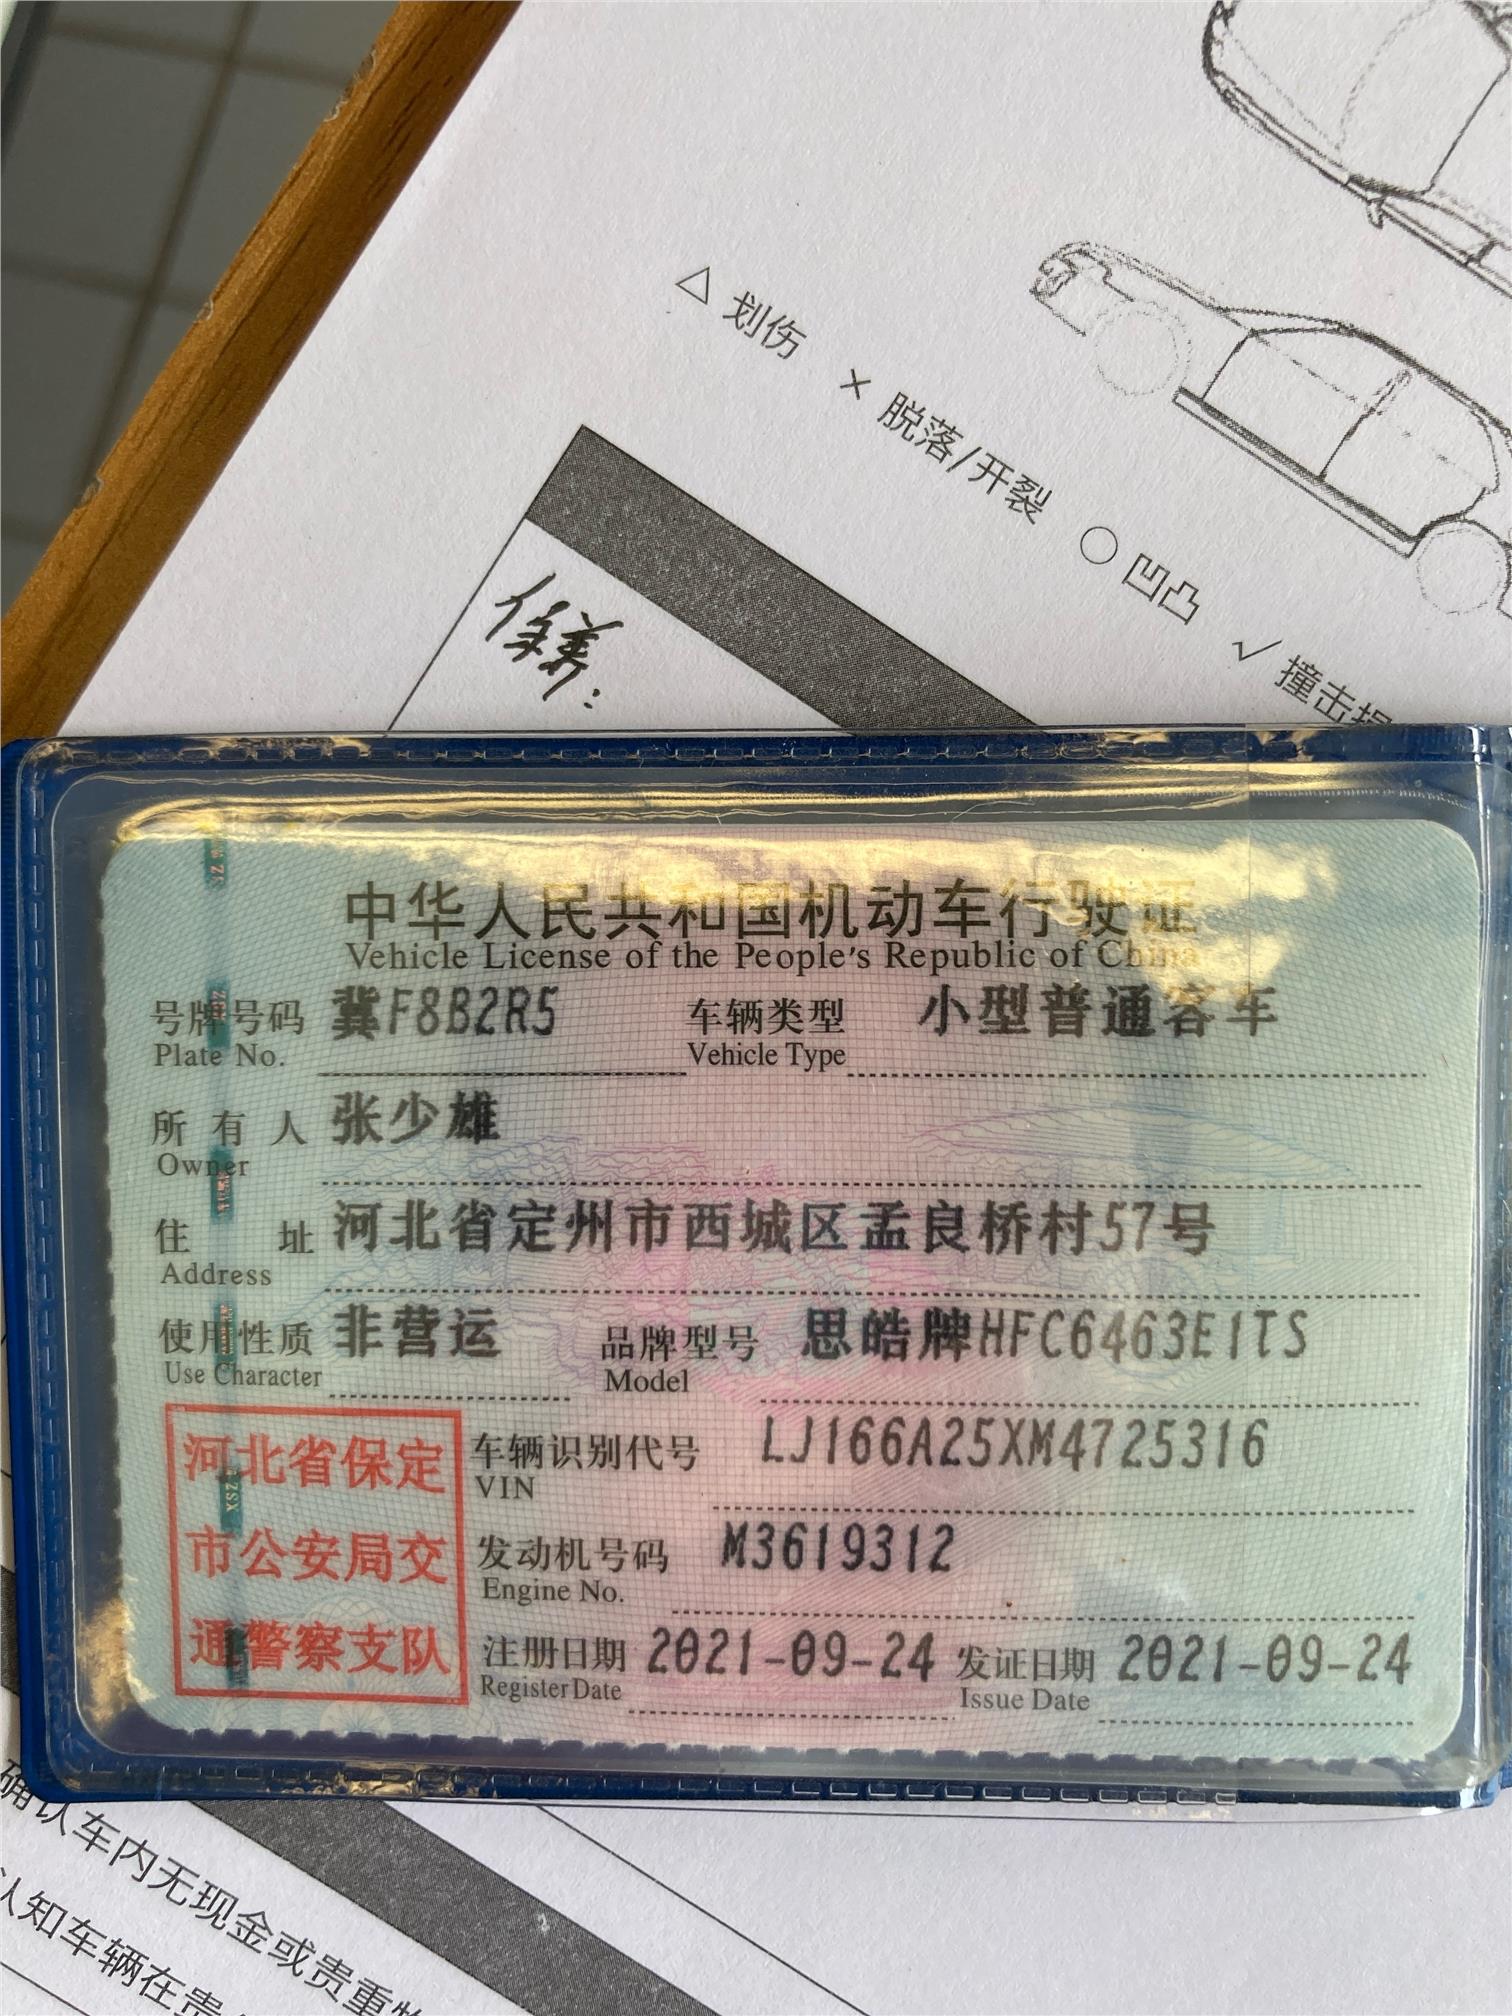 △ 划伤 × 脱落/开裂 ○ 凹凸 √ 撞击损
保养:
中华人民共和国机动车行驶证
Vehicle License of the People's Republic of China
号牌号码 冀F8B2R5 车辆类型 小型普通客车
Plate No. Vehicle Type
所有人 张少雄
Owner
住址 河北省定州市西城区孟良桥村57号
Address
使用性质 非营运 品牌型号 思皓牌HFC6463E1TS
Use Character Model
河北省保定
市公安局交
通警察支队
车辆识别代号 LJ166A25XM4725316
VIN
发动机号码 M3619312
Engine No.
注册日期 2021-09-24 发证日期 2021-09-24
Register Date Issue Date
确认车内无现金或贵重物
认知车辆在贵